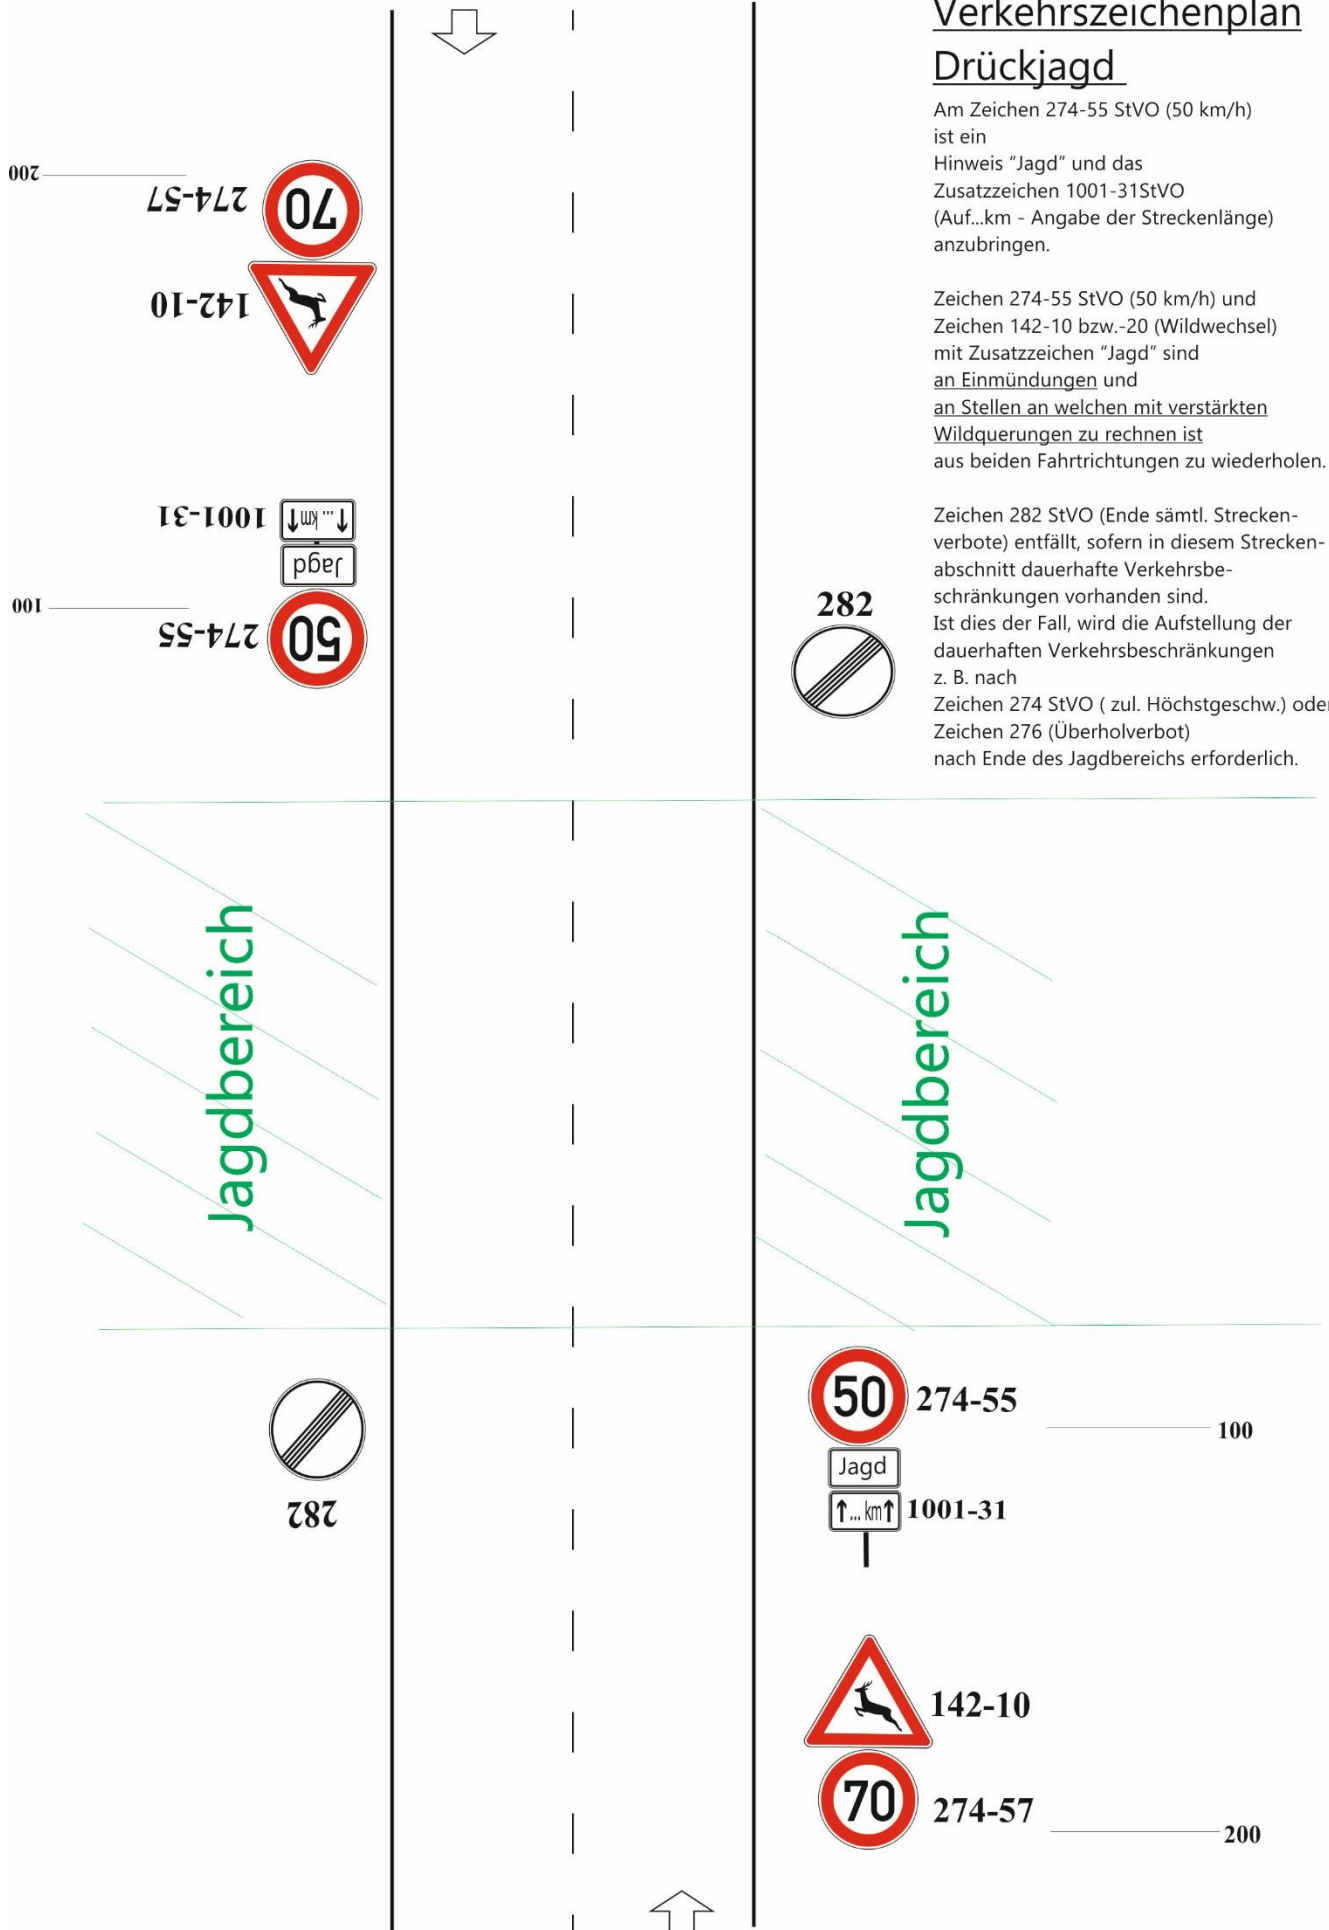 Verkehrszeichenplan
Drückjagd
Am Zeichen 274-55 StVO (50 km/h)
ist ein
Hinweis "Jagd" und das
Zusatzzeichen 1001-31StVO
(Auf...km - Angabe der Streckenlänge)
anzubringen.
Zeichen 274-55 StVO (50 km/h) und
Zeichen 142-10 bzw.-20 (Wildwechsel)
mit Zusatzzeichen "Jagd" sind
an Einmündungen und
an Stellen an welchen mit verstärkten
Wildquerungen zu rechnen ist
aus beiden Fahrtrichtungen zu wiederholen.
Zeichen 282 StVO (Ende sämtl. Strecken-
verbote) entfällt, sofern in diesem Strecken-
abschnitt dauerhafte Verkehrsbe-
schränkungen vorhanden sind.
Ist dies der Fall, wird die Aufstellung der
dauerhaften Verkehrsbeschränkungen
z. B. nach
Zeichen 274 StVO ( zul. Höchstgeschw.) oder
Zeichen 276 (Überholverbot)
nach Ende des Jagdbereichs erforderlich.
200
274-57
70
142-10
1001-31
... km
Jagd
100
274-55
50
282
Jagdbereich
Jagdbereich
282
50
274-55
100
Jagd
... km
1001-31
142-10
70
274-57
200